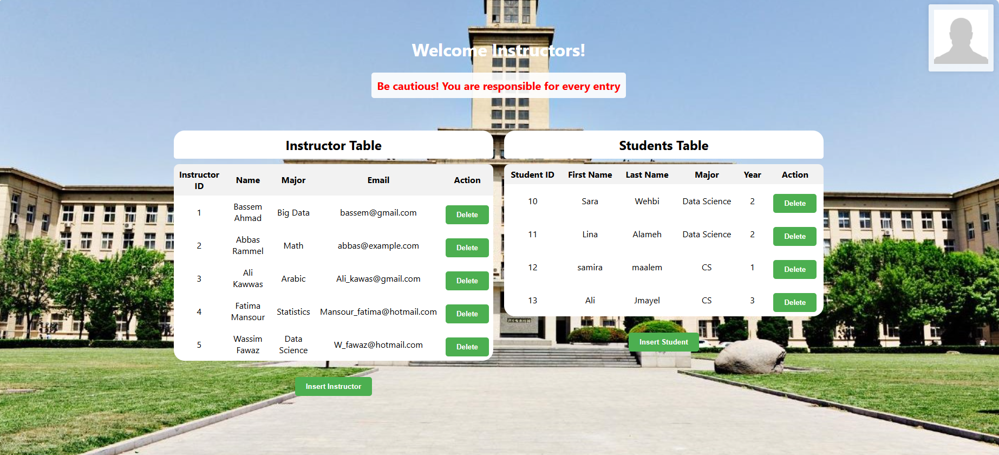 Welcome Instructors!
Be cautious! You are responsible for every entry
Instructor Table
Instructor ID Name Major Email Action
1 Bassem Ahmad Big Data bassem@gmail.com Delete
2 Abbas Rammel Math abbas@example.com Delete
3 Ali Kawwas Arabic Ali_kawas@gmail.com Delete
4 Fatima Mansour Statistics Mansour_fatima@hotmail.com Delete
5 Wassim Fawaz Data Science W_fawaz@hotmail.com Delete
Insert Instructor
Students Table
Student ID First Name Last Name Major Year Action
10 Sara Wehbi Data Science 2 Delete
11 Lina Alameh Data Science 2 Delete
12 samira maalem CS 1 Delete
13 Ali Jmayel CS 3 Delete
Insert Student